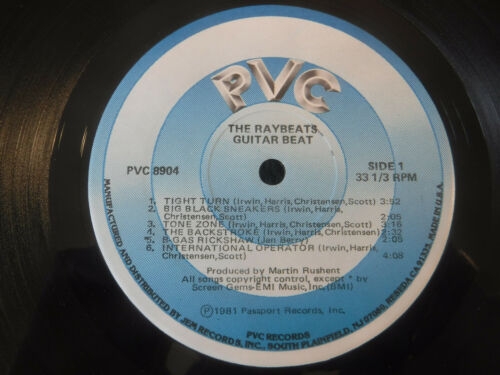 PVC
THE RAYBEATS
GUITAR BEAT
PVC 8904
SIDE 1
33 1/3 RPM
1. TIGHT TURN (Irwin, Harris, Christensen, Scott) 3:52
2. BIG BLACK SNEAKERS (Irwin, Harris,
Christensen, Scott) 2:05
3. TONE ZONE (Irwin, Harris, Christensen, Scott) 3:16
4. THE BACKSTROKE (Irwin, Harris, Christensen) 2:32
* 5. B-GAS RICKSHAW (Jan Berry) 2:05
6. INTERNATIONAL OPERATOR (Irwin, Harris,
Christensen, Scott) 4:08
Produced by Martin Rushent
All songs copyright control, except * by
Screen Gems-EMI Music, Inc. (BMI)
Ⓟ1981 Passport Records, Inc.
PVC RECORDS
MANUFACTURED AND DISTRIBUTED BY JEM RECORDS, INC., SOUTH PLAINFIELD, NJ 07080, RESEDA CA 91335 MADE IN U.S.A.